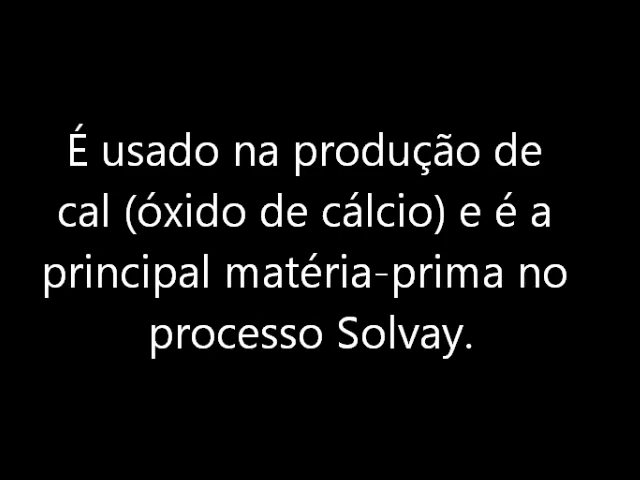 É usado na produção de
cal (óxido de cálcio) e é a
principal matéria-prima no
processo Solvay.